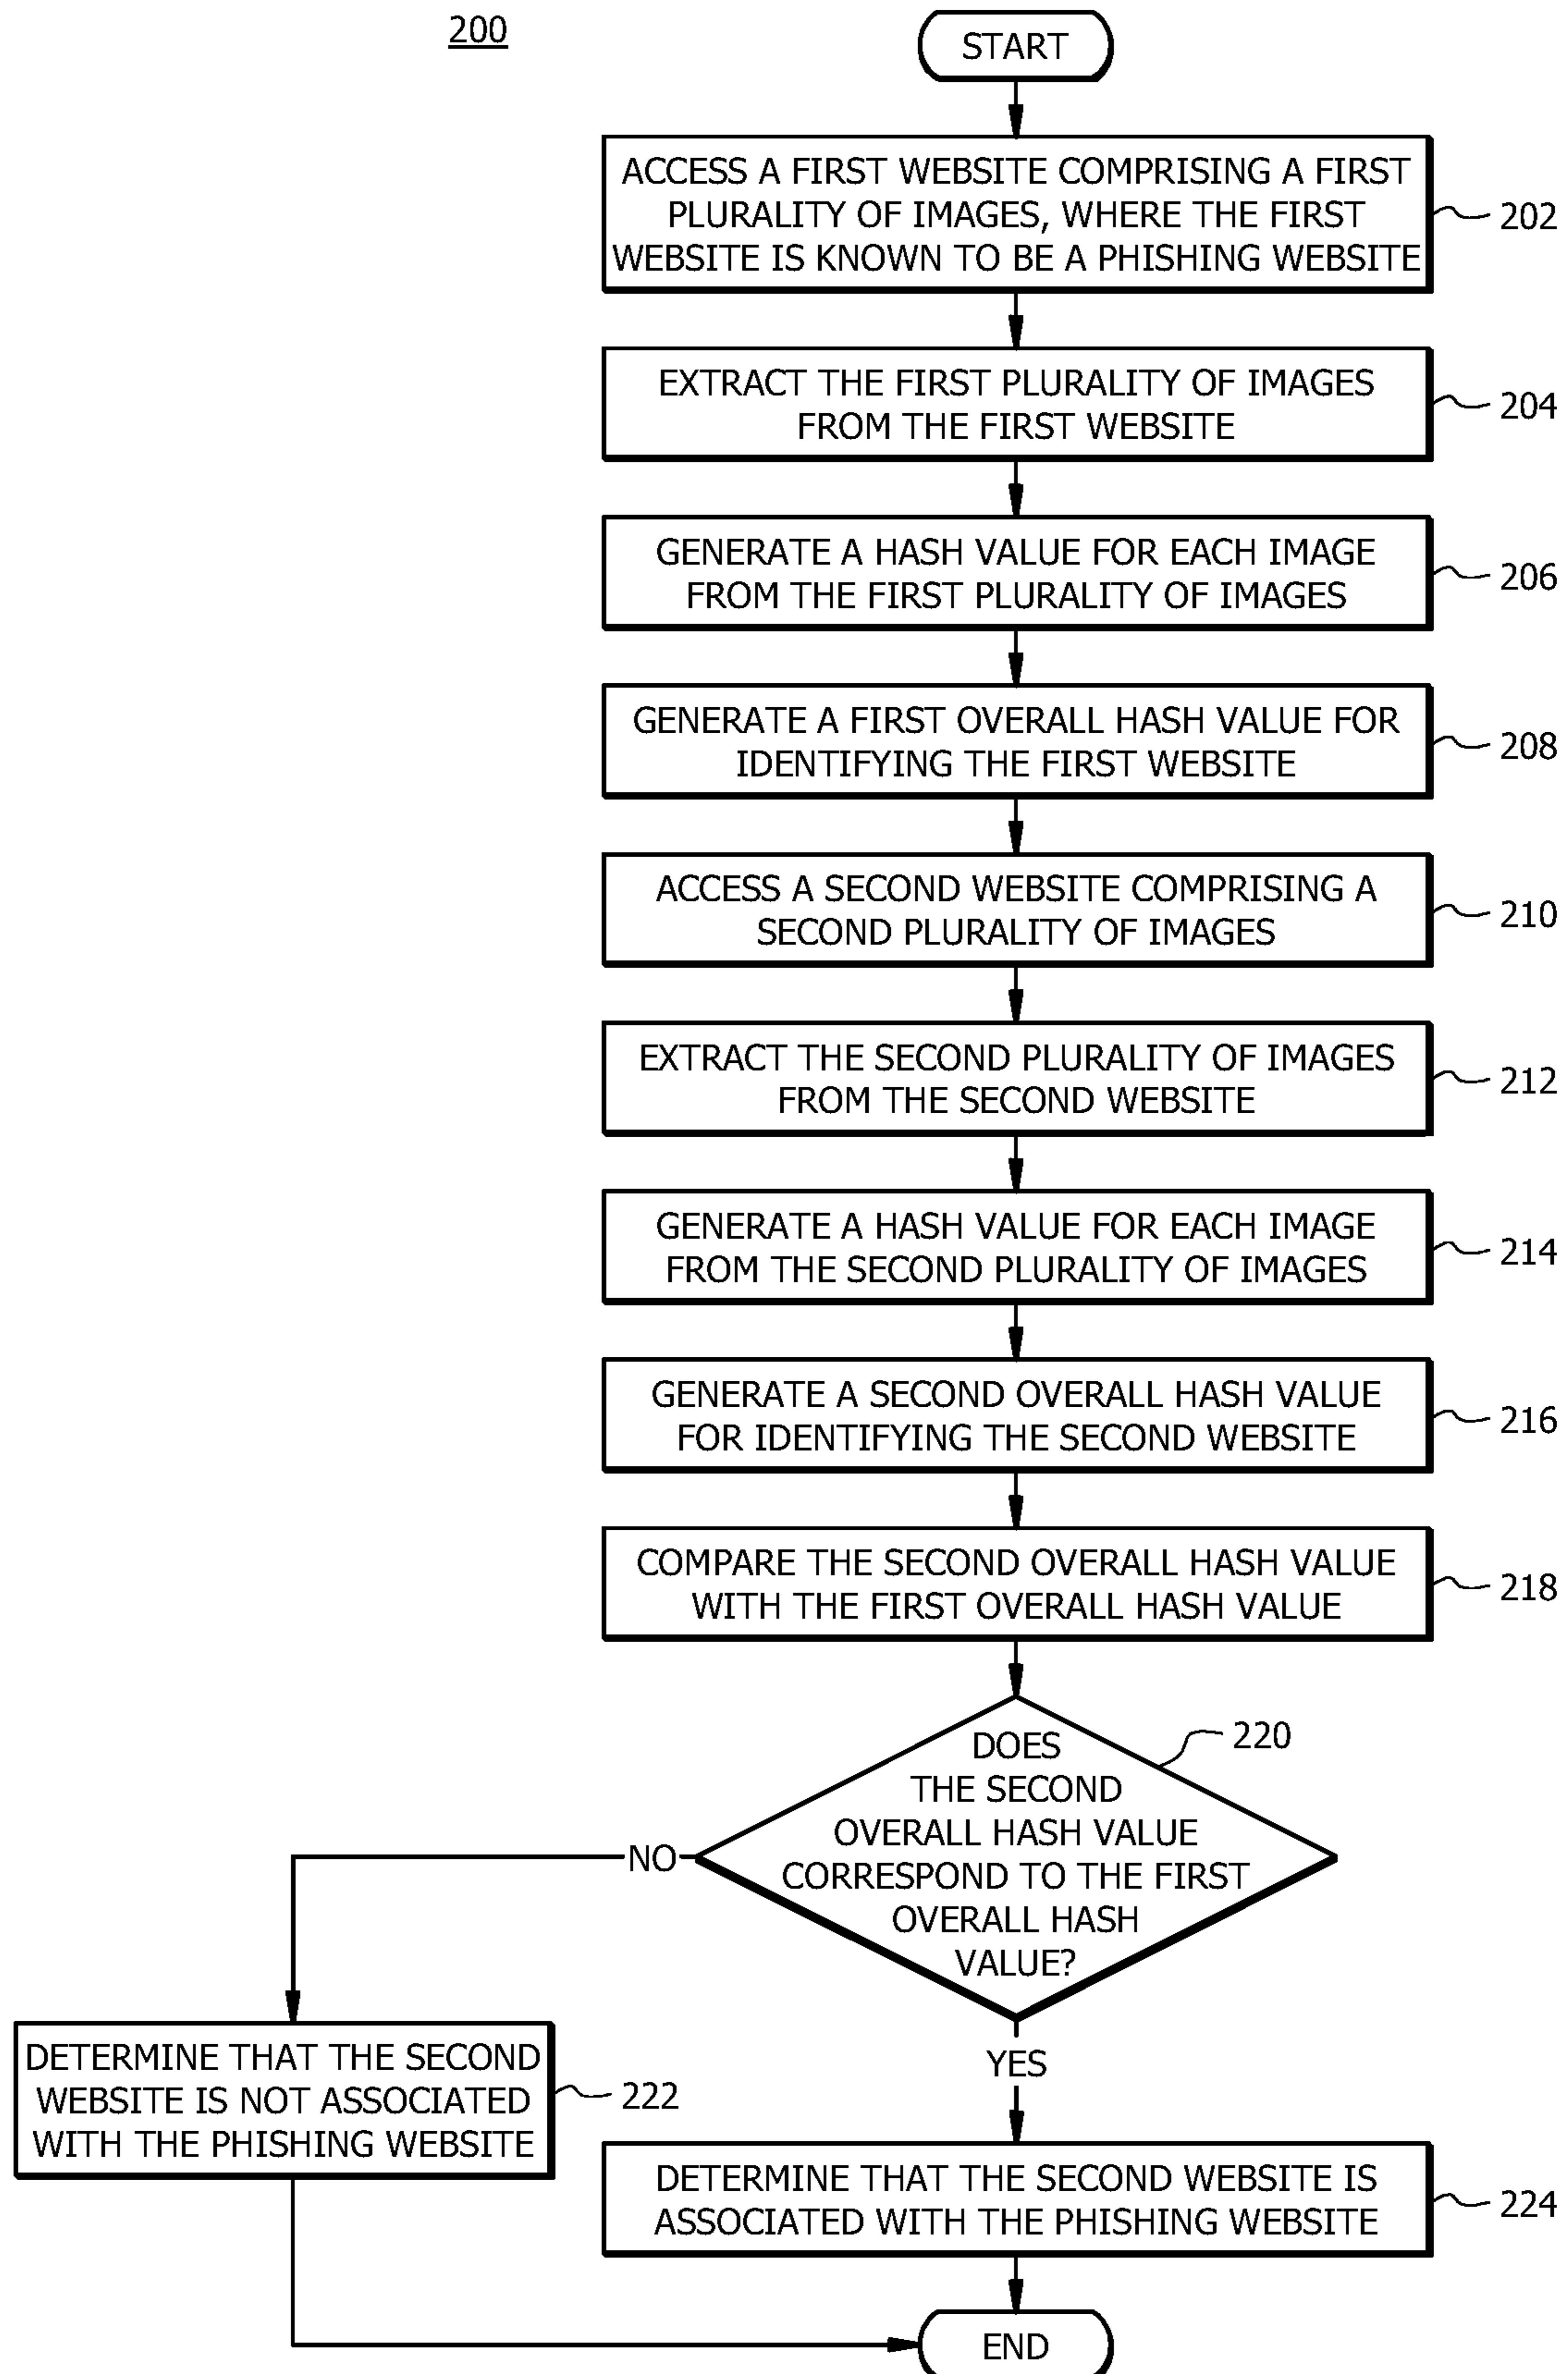 200
START
ACCESS A FIRST WEBSITE COMPRISING A FIRST
PLURALITY OF IMAGES, WHERE THE FIRST
WEBSITE IS KNOWN TO BE A PHISHING WEBSITE
202
EXTRACT THE FIRST PLURALITY OF IMAGES
FROM THE FIRST WEBSITE
204
GENERATE A HASH VALUE FOR EACH IMAGE
FROM THE FIRST PLURALITY OF IMAGES
206
GENERATE A FIRST OVERALL HASH VALUE FOR
IDENTIFYING THE FIRST WEBSITE
208
ACCESS A SECOND WEBSITE COMPRISING A
SECOND PLURALITY OF IMAGES
210
EXTRACT THE SECOND PLURALITY OF IMAGES
FROM THE SECOND WEBSITE
212
GENERATE A HASH VALUE FOR EACH IMAGE
FROM THE SECOND PLURALITY OF IMAGES
214
GENERATE A SECOND OVERALL HASH VALUE
FOR IDENTIFYING THE SECOND WEBSITE
216
COMPARE THE SECOND OVERALL HASH VALUE
WITH THE FIRST OVERALL HASH VALUE
218
DOES
THE SECOND
OVERALL HASH VALUE
CORRESPOND TO THE FIRST
OVERALL HASH
VALUE?
220
NO
DETERMINE THAT THE SECOND
WEBSITE IS NOT ASSOCIATED
WITH THE PHISHING WEBSITE
222
YES
DETERMINE THAT THE SECOND WEBSITE IS
ASSOCIATED WITH THE PHISHING WEBSITE
224
END